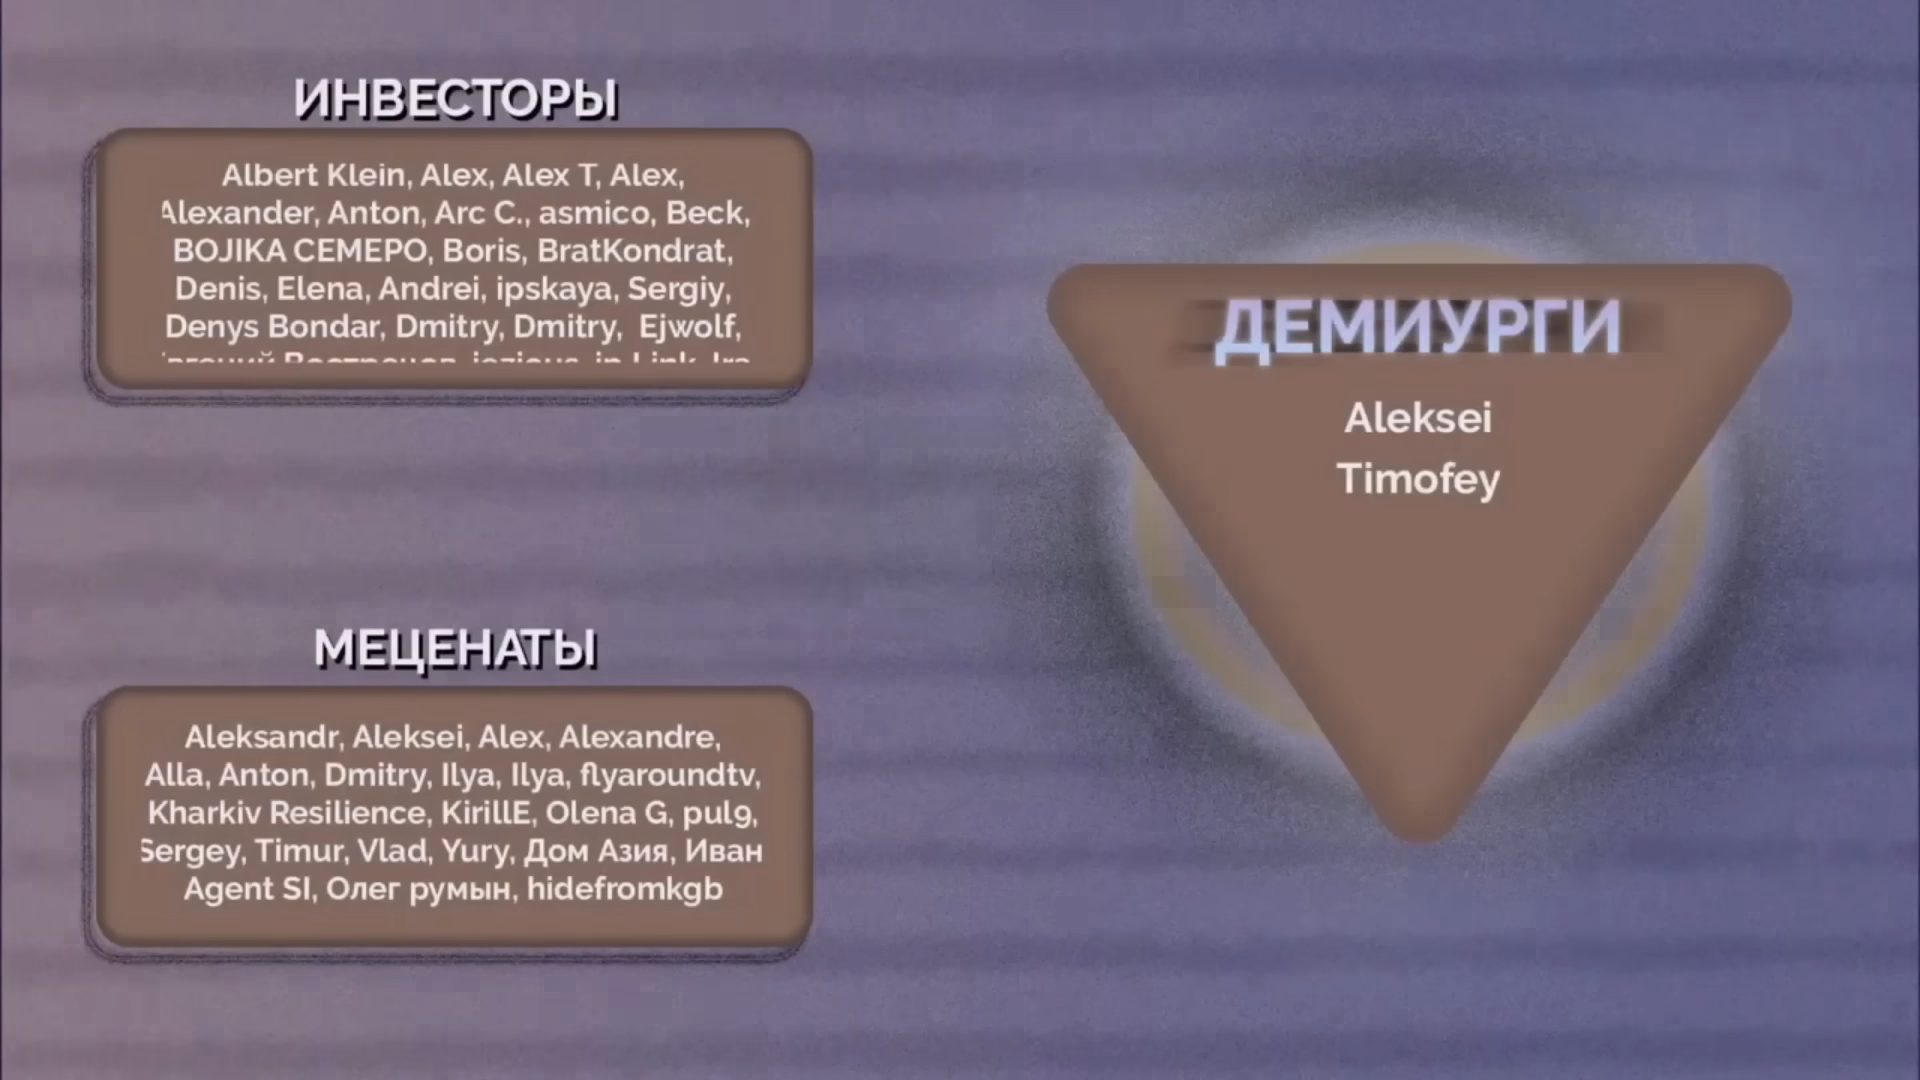 ИНВЕСТОРЫ
Albert Klein, Alex, Alex T, Alex,
Alexander, Anton, Arc C., asmico, Beck,
BOJIKA CEMEPO, Boris, BratKondrat,
Denis, Elena, Andrei, ipskaya, Sergiy,
Denys Bondar, Dmitry, Dmitry, Ejwolf,
МЕЦЕНАТЫ
Aleksandr, Aleksei, Alex, Alexandre,
Alla, Anton, Dmitry, Ilya, Ilya, flyaroundtv,
Kharkiv Resilience, KirillE, Olena G, pul9,
Sergey, Timur, Vlad, Yury, Дом Азия, Иван
Agent SI, Олег румын, hidefromkgb
ДЕМИУРГИ
Aleksei
Timofey